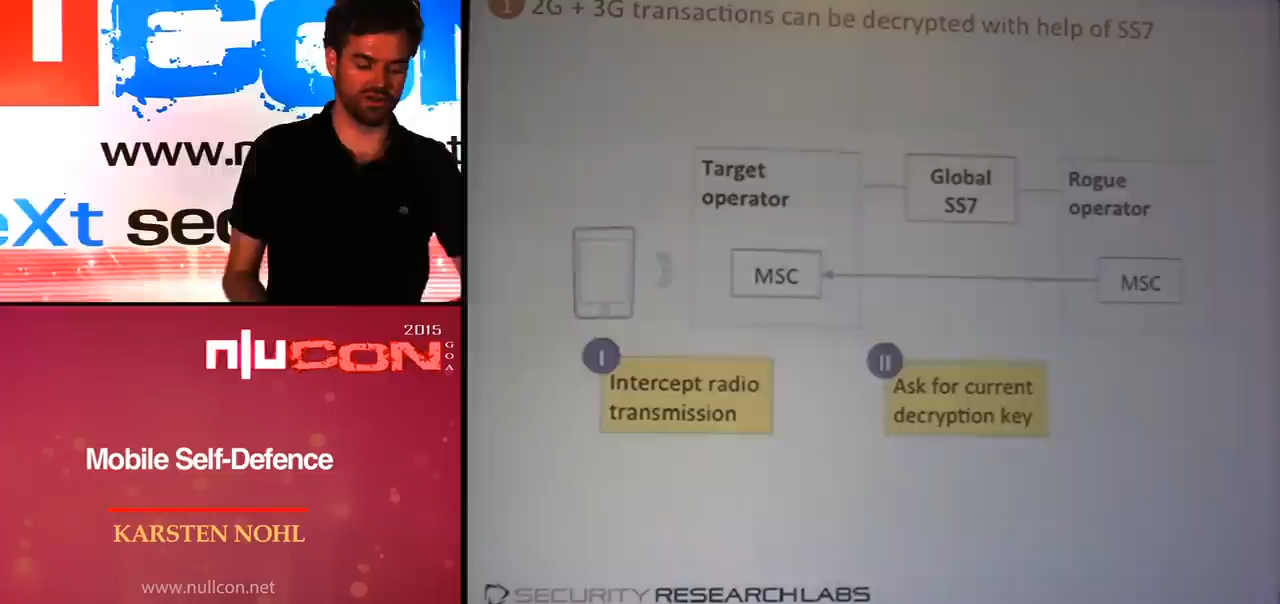 www.n
eXt sec
n|uCON
2015
GOA
Mobile Self-Defence
KARSTEN NOHL
www.nullcon.net
1 2G + 3G transactions can be decrypted with help of SS7
Target
operator
Global
SS7
Rogue
operator
MSC
MSC
I
Intercept radio
transmission
II
Ask for current
decryption key
SECURITY RESEARCH LABS